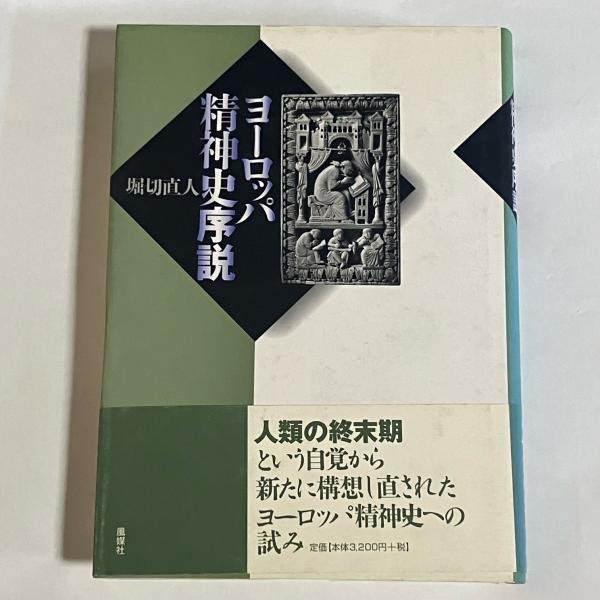 ヨーロッパ
精神史序説
堀切直人
人類の終末期
という自覚から
新たに構想し直された
ヨーロッパ精神史への
試み 定価【本体3,200円+税】
風媒社